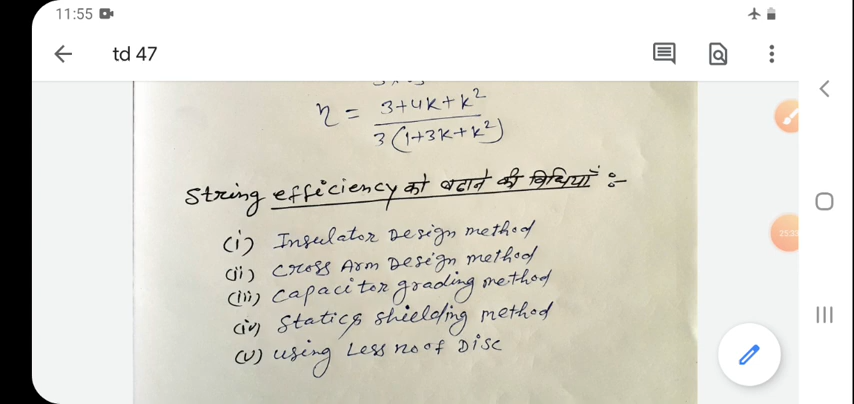 11:55
td 47
η = 3+4k+k²
3(1+3k+k²)
String efficiency को बढाने की विधियाँ :-
(i) Insulator Design method
(ii) Cross Arm Design method
(iii) Capacitor grading method
(iv) Statics shielding method
(v) Using Less no of Disc